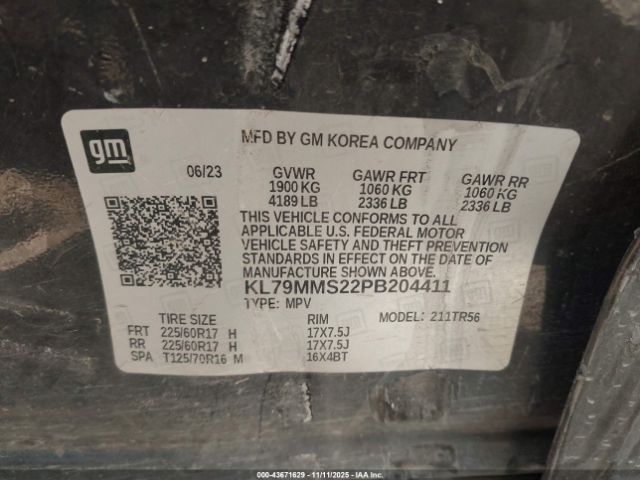 gm
MFD BY GM KOREA COMPANY
06/23 GVWR GAWR FRT GAWR RR
1900 KG 1060 KG 1060 KG
4189 LB 2336 LB 2336 LB
THIS VEHICLE CONFORMS TO ALL
APPLICABLE U.S. FEDERAL MOTOR
VEHICLE SAFETY AND THEFT PREVENTION
STANDARDS IN EFFECT ON THE DATE OF
MANUFACTURE SHOWN ABOVE.
KL79MMS22PB204411
TYPE: MPV MODEL: 211TR56
TIRE SIZE RIM
FRT 225/60R17 H 17X7.5J
RR 225/60R17 H 17X7.5J
SPA T125/70R16 M 16X4BT
000-43671629 - 11/11/2025 - IAAI.COM